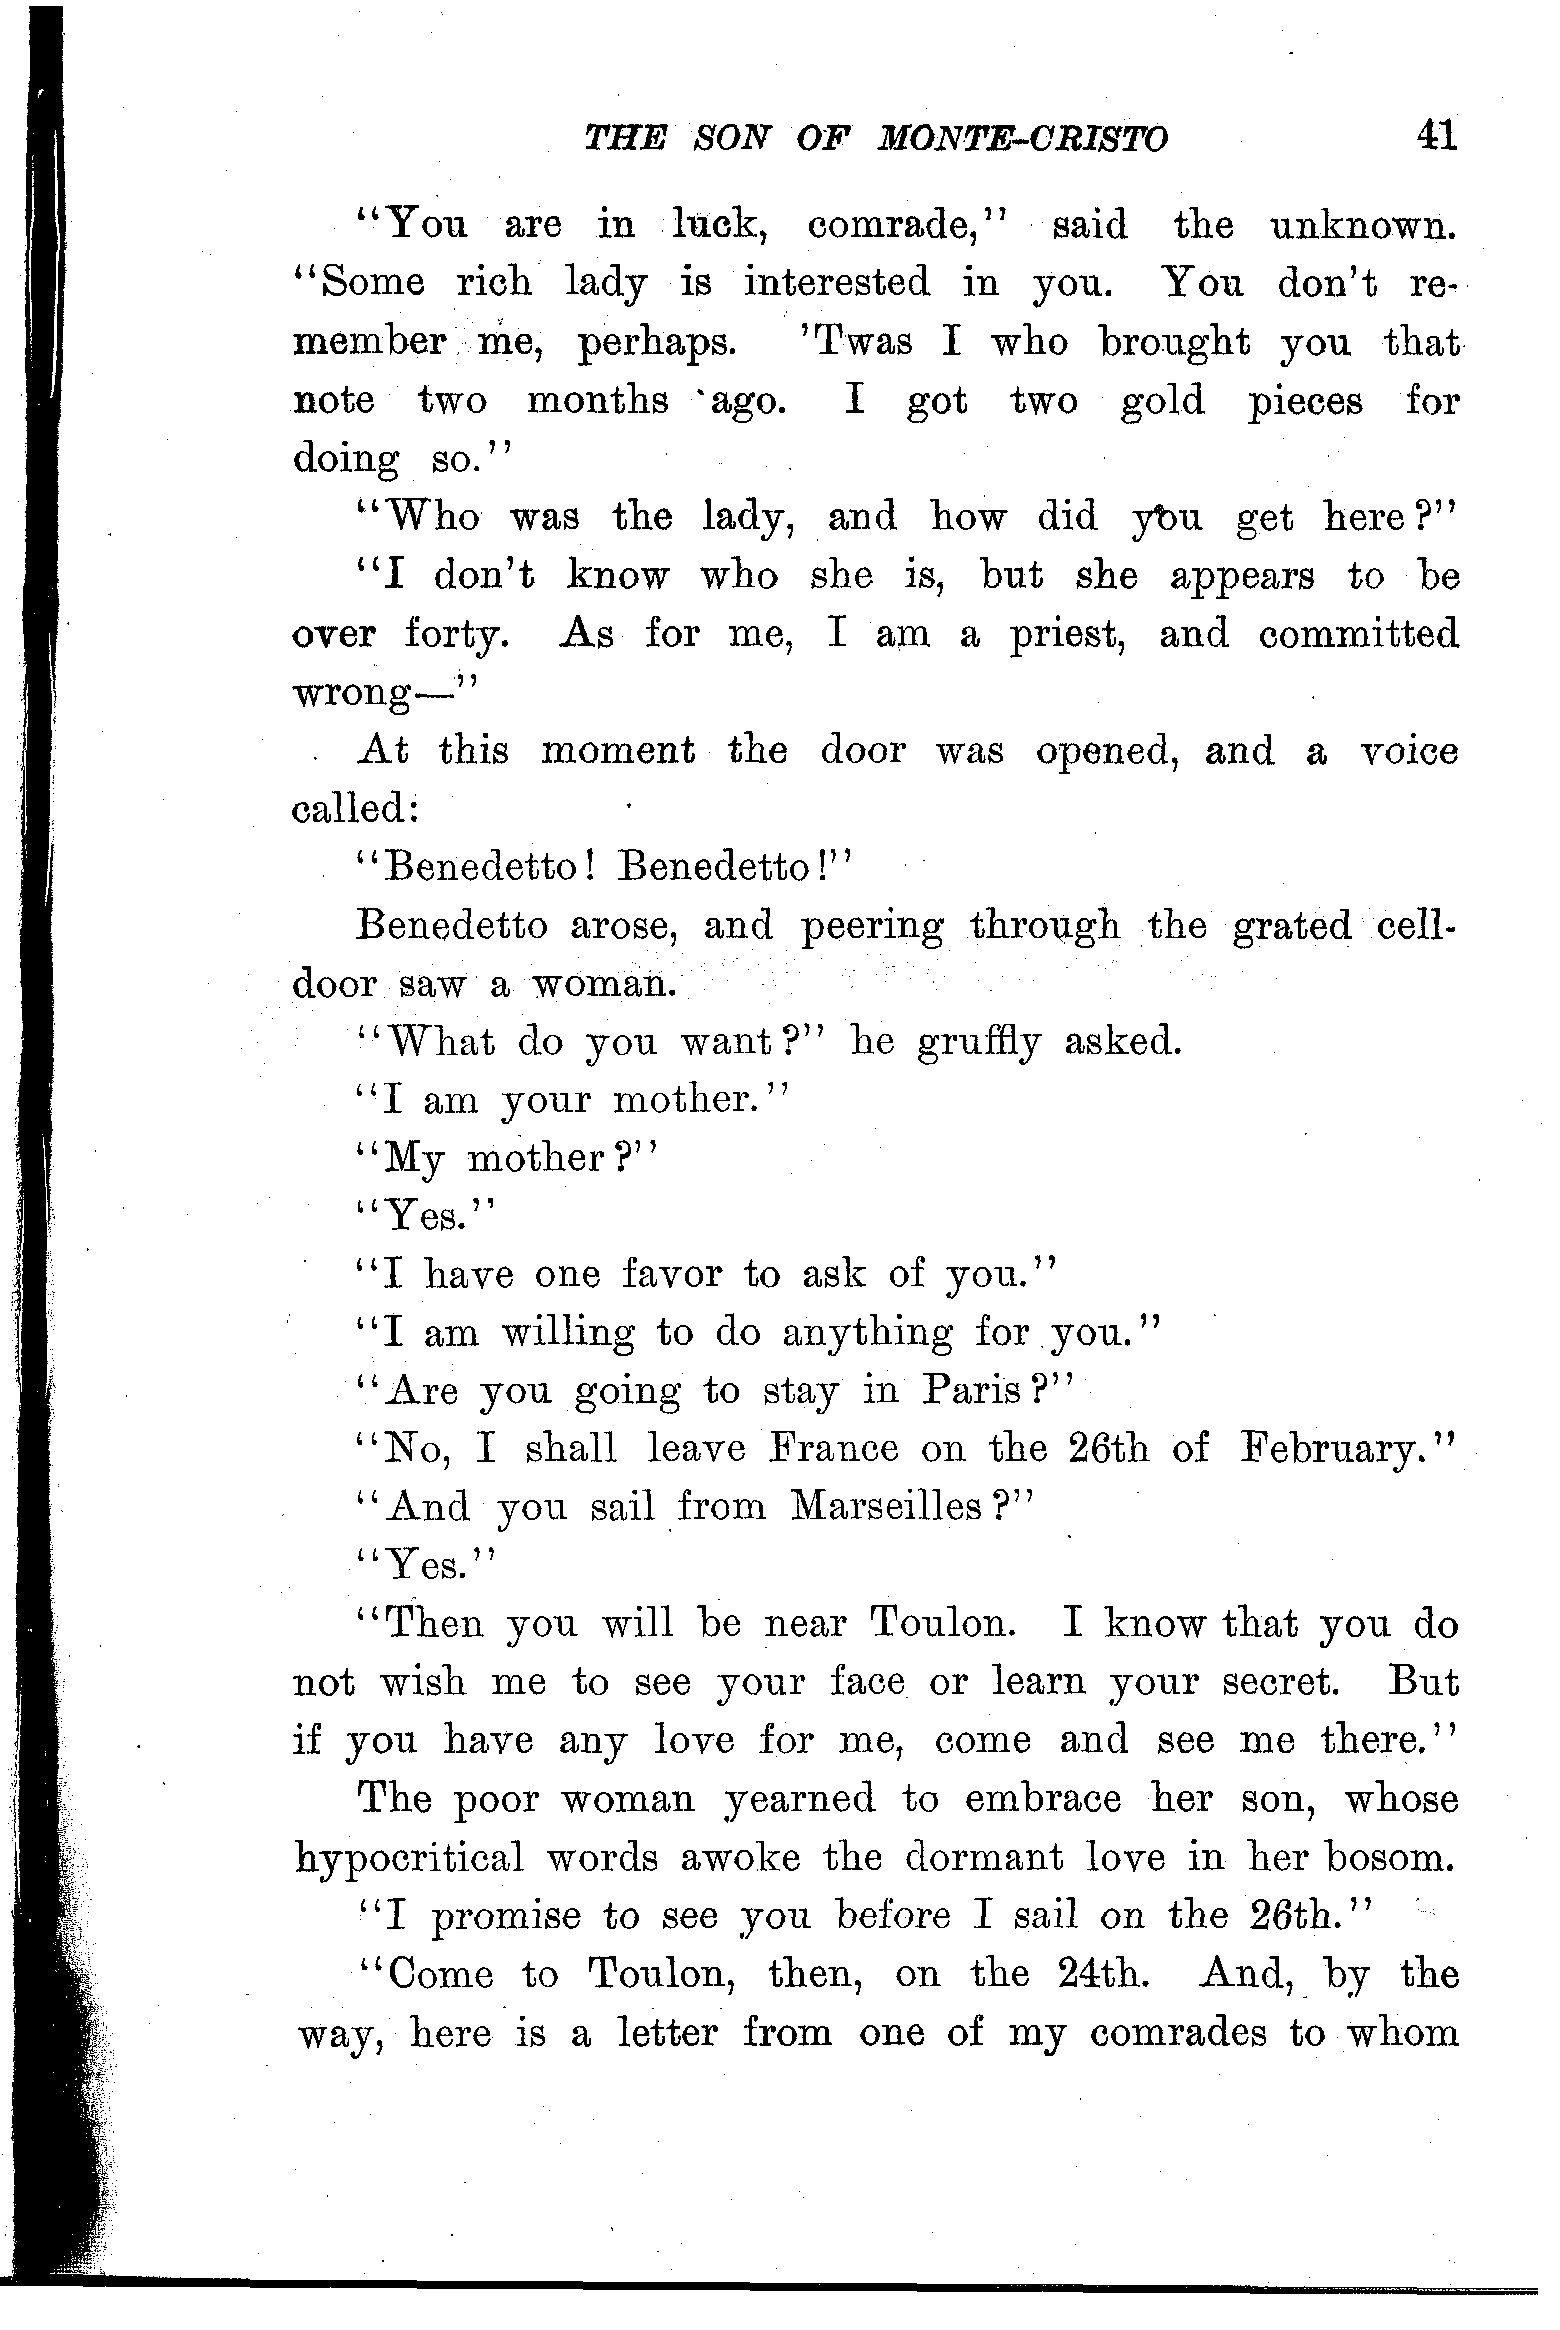 THE SON OF MONTE-CRISTO 41
"You are in luck, comrade," said the unknown.
"Some rich lady is interested in you. You don't re-
member me, perhaps. 'Twas I who brought you that
note two months ago. I got two gold pieces for
doing so."
"Who was the lady, and how did you get here?"
"I don't know who she is, but she appears to be
over forty. As for me, I am a priest, and committed
wrong—"
At this moment the door was opened, and a voice
called:
"Benedetto! Benedetto!"
Benedetto arose, and peering through the grated cell-
door saw a woman.
"What do you want?" he gruffly asked.
"I am your mother."
"My mother?"
"Yes."
"I have one favor to ask of you."
"I am willing to do anything for you."
"Are you going to stay in Paris?"
"No, I shall leave France on the 26th of February."
"And you sail from Marseilles?"
"Yes."
"Then you will be near Toulon. I know that you do
not wish me to see your face or learn your secret. But
if you have any love for me, come and see me there."
The poor woman yearned to embrace her son, whose
hypocritical words awoke the dormant love in her bosom.
"I promise to see you before I sail on the 26th."
"Come to Toulon, then, on the 24th. And, by the
way, here is a letter from one of my comrades to whom